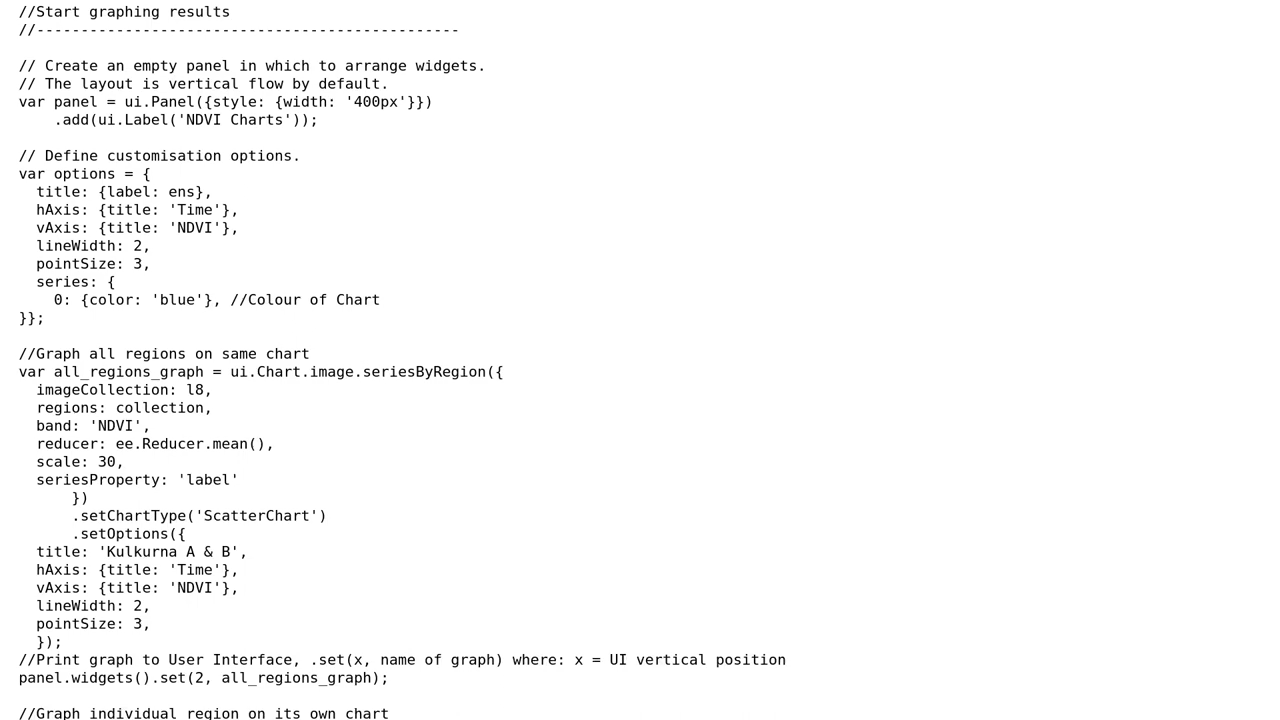 //Start graphing results
//------------------------------------------------
// Create an empty panel in which to arrange widgets.
// The layout is vertical flow by default.
var panel = ui.Panel({style: {width: '400px'}})
    .add(ui.Label('NDVI Charts'));
// Define customisation options.
var options = {
  title: {label: ens},
  hAxis: {title: 'Time'},
  vAxis: {title: 'NDVI'},
  lineWidth: 2,
  pointSize: 3,
  series: {
    0: {color: 'blue'}, //Colour of Chart
}};
//Graph all regions on same chart
var all_regions_graph = ui.Chart.image.seriesByRegion({
  imageCollection: l8,
  regions: collection,
  band: 'NDVI',
  reducer: ee.Reducer.mean(),
  scale: 30,
  seriesProperty: 'label'
      })
      .setChartType('ScatterChart')
      .setOptions({
  title: 'Kulkurna A & B',
  hAxis: {title: 'Time'},
  vAxis: {title: 'NDVI'},
  lineWidth: 2,
  pointSize: 3,
  });
//Print graph to User Interface, .set(x, name of graph) where: x = UI vertical position
panel.widgets().set(2, all_regions_graph);
//Graph individual region on its own chart